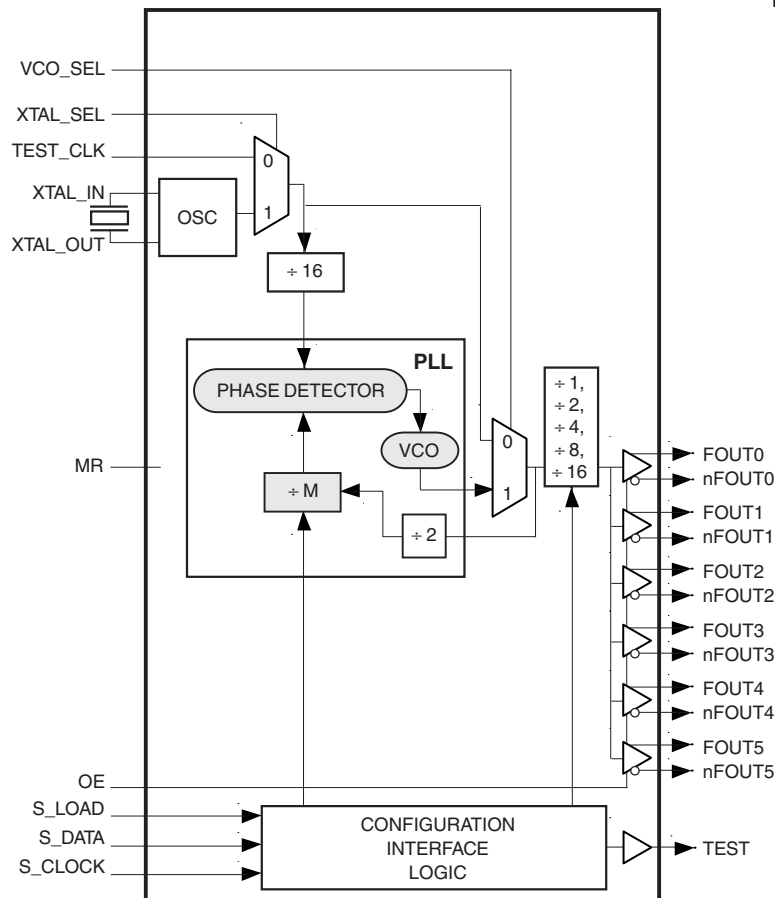 VCO_SEL
XTAL_SEL
TEST_CLK
0
XTAL_IN
OSC
1
XTAL_OUT
÷ 16
PLL
PHASE DETECTOR
÷ 1,
÷ 2,
÷ 4,
÷ 8,
÷ 16
VCO
0
1
MR
÷ M
÷ 2
FOUT0
nFOUT0
FOUT1
nFOUT1
FOUT2
nFOUT2
FOUT3
nFOUT3
FOUT4
nFOUT4
FOUT5
nFOUT5
OE
S_LOAD
S_DATA
S_CLOCK
CONFIGURATION
INTERFACE
LOGIC
TEST